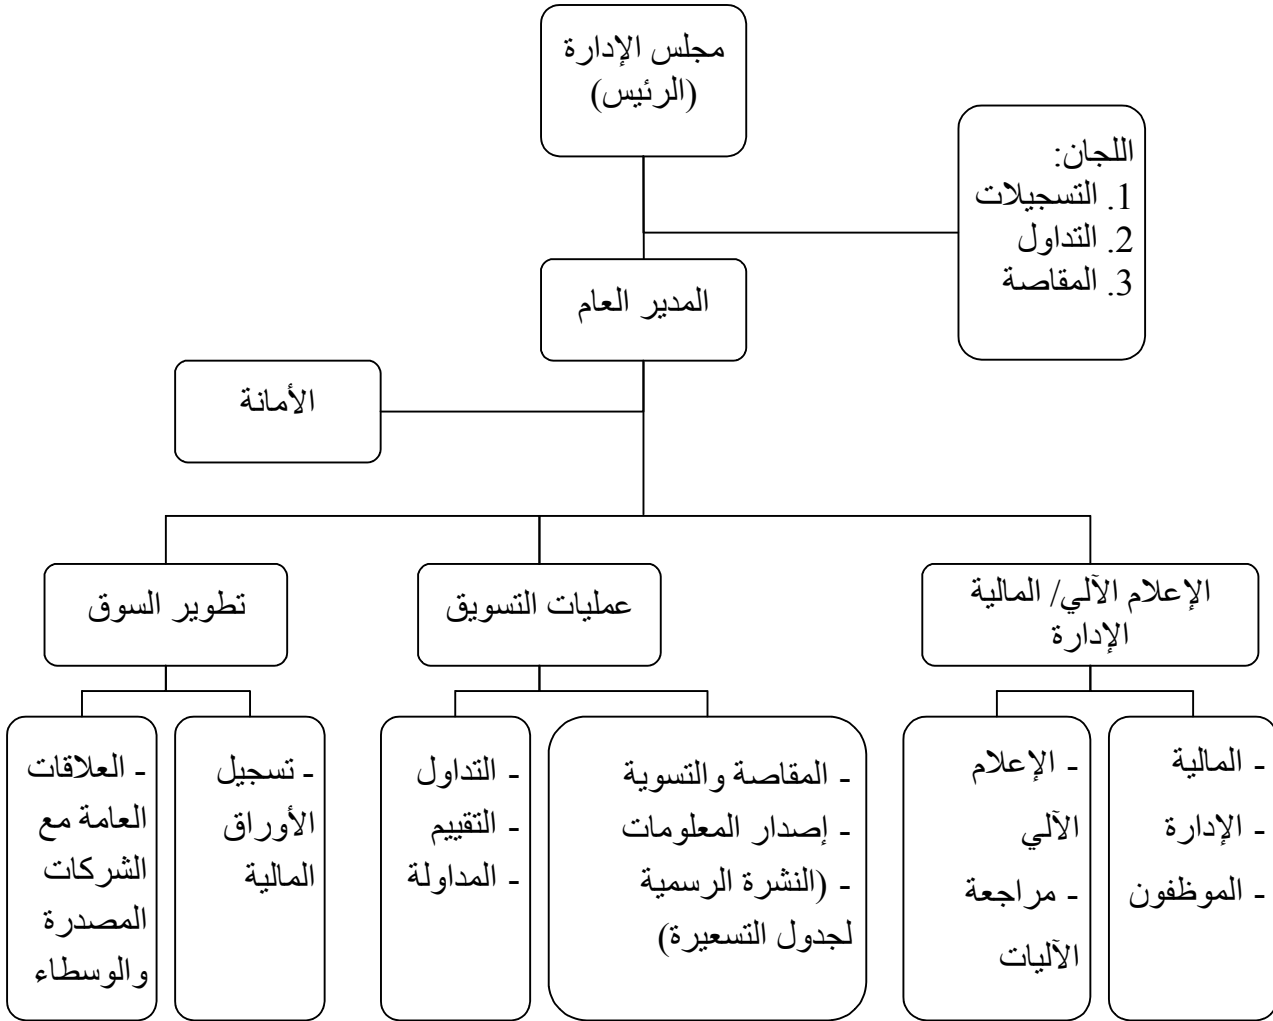 مجلس الإدارة
(الرئيس)
اللجان:
1. التسجيلات
2. التداول
3. المقاصة
المدير العام
الأمانة
الإعلام الآلي/ المالية
الإدارة
عمليات التسويق
تطوير السوق
- المالية
- الإدارة
- الموظفون
- الإعلام
الآلي
- مراجعة
الآليات
- المقاصة والتسوية
- إصدار المعلومات
- (النشرة الرسمية
لجدول التسعيرة)
- التداول
- التقييم
- المداولة
- تسجيل
الأوراق
المالية
- العلاقات
العامة مع
الشركات
المصدرة
والوسطاء